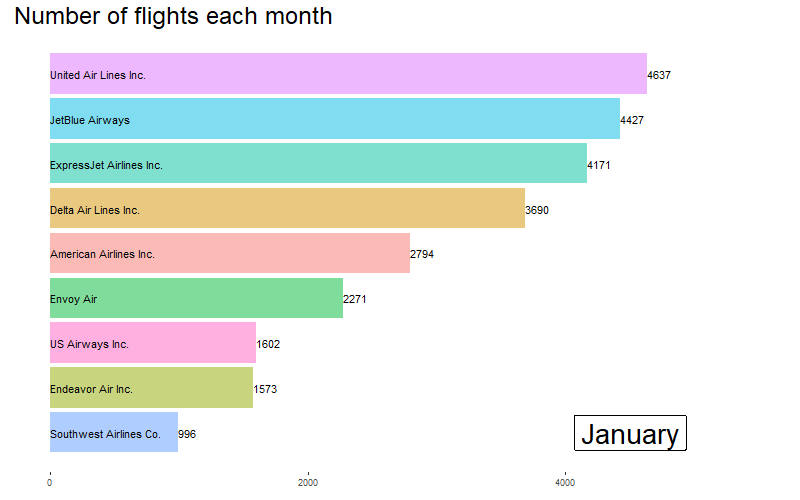 Number of flights each month
United Air Lines Inc. 4637
JetBlue Airways 4427
ExpressJet Airlines Inc. 4171
Delta Air Lines Inc. 3690
American Airlines Inc. 2794
Envoy Air 2271
US Airways Inc. 1602
Endeavor Air Inc. 1573
Southwest Airlines Co. 996
January
0 2000 4000